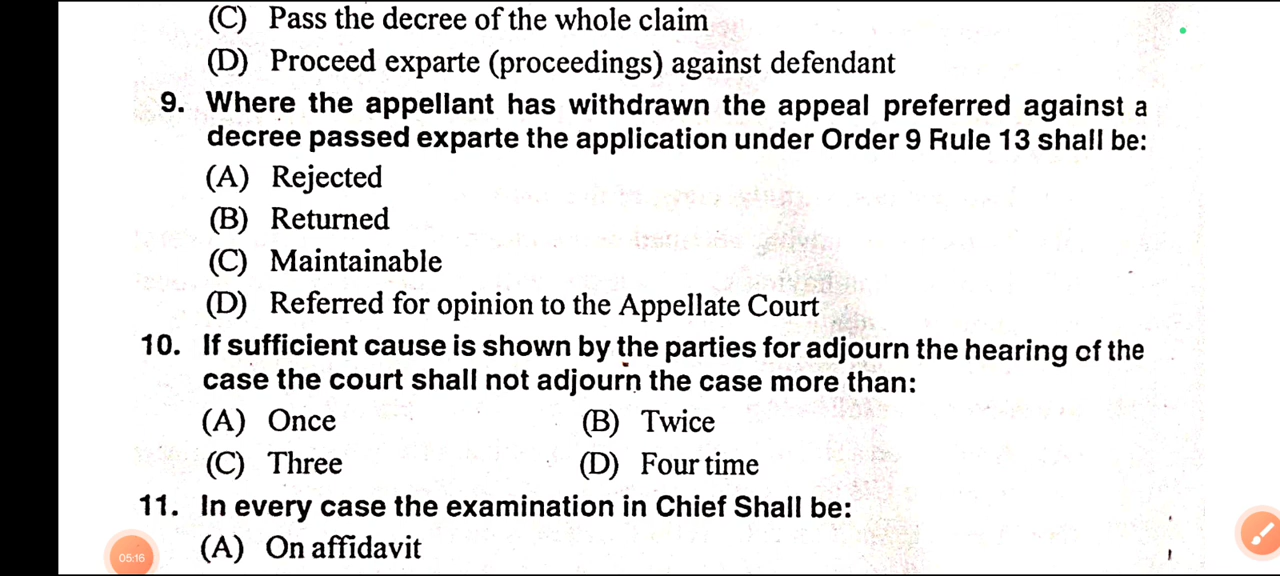 (C) Pass the decree of the whole claim
(D) Proceed exparte (proceedings) against defendant
9. Where the appellant has withdrawn the appeal preferred against a
decree passed exparte the application under Order 9 Rule 13 shall be:
(A) Rejected
(B) Returned
(C) Maintainable
(D) Referred for opinion to the Appellate Court
10. If sufficient cause is shown by the parties for adjourn the hearing of the
case the court shall not adjourn the case more than:
(A) Once (B) Twice
(C) Three (D) Four time
11. In every case the examination in Chief Shall be:
(A) On affidavit
05:16